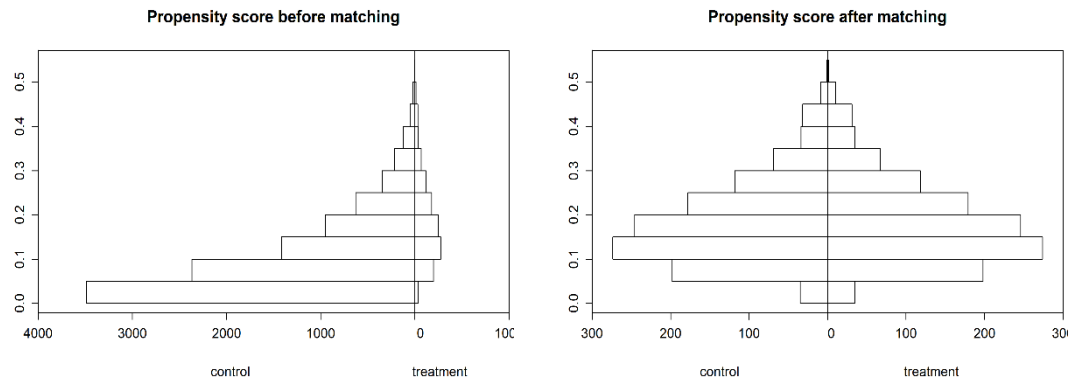 Propensity score before matching
Propensity score after matching
0.5
0.4
0.3
0.2
0.1
0.0
4000 3000 2000 1000 0 100
control treatment
0.5
0.4
0.3
0.2
0.1
0.0
300 200 100 0 100 200 30
control treatment